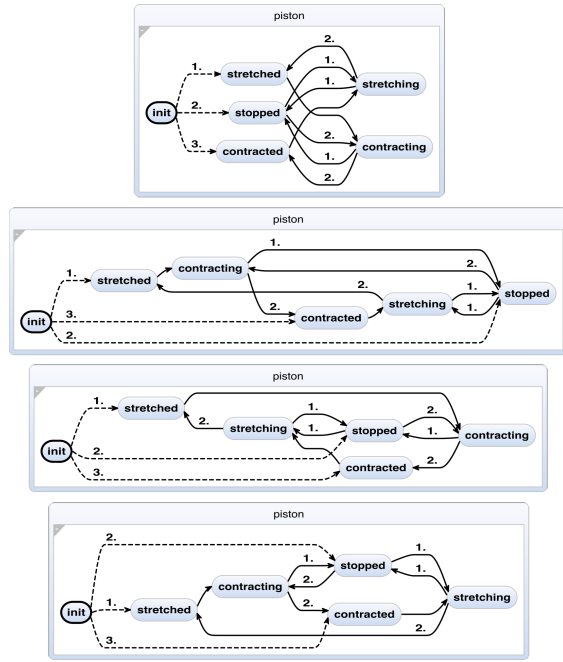 piston
2.
1.
1.
stretched
1.
stretching
2.
init
stopped
3.
2.
contracting
contracted
1.
2.
piston
1.
contracting
1.
2.
stretched
2.
1.
stretching
stopped
3.
2.
1.
init
contracted
2.
piston
1.
stretched
1.
2.
2.
stretching
stopped
1.
1.
contracting
init
2.
2.
3.
contracted
piston
2.
1.
1.
stopped
1.
contracting
2.
1.
2.
stretching
init
stretched
contracted
3.
2.